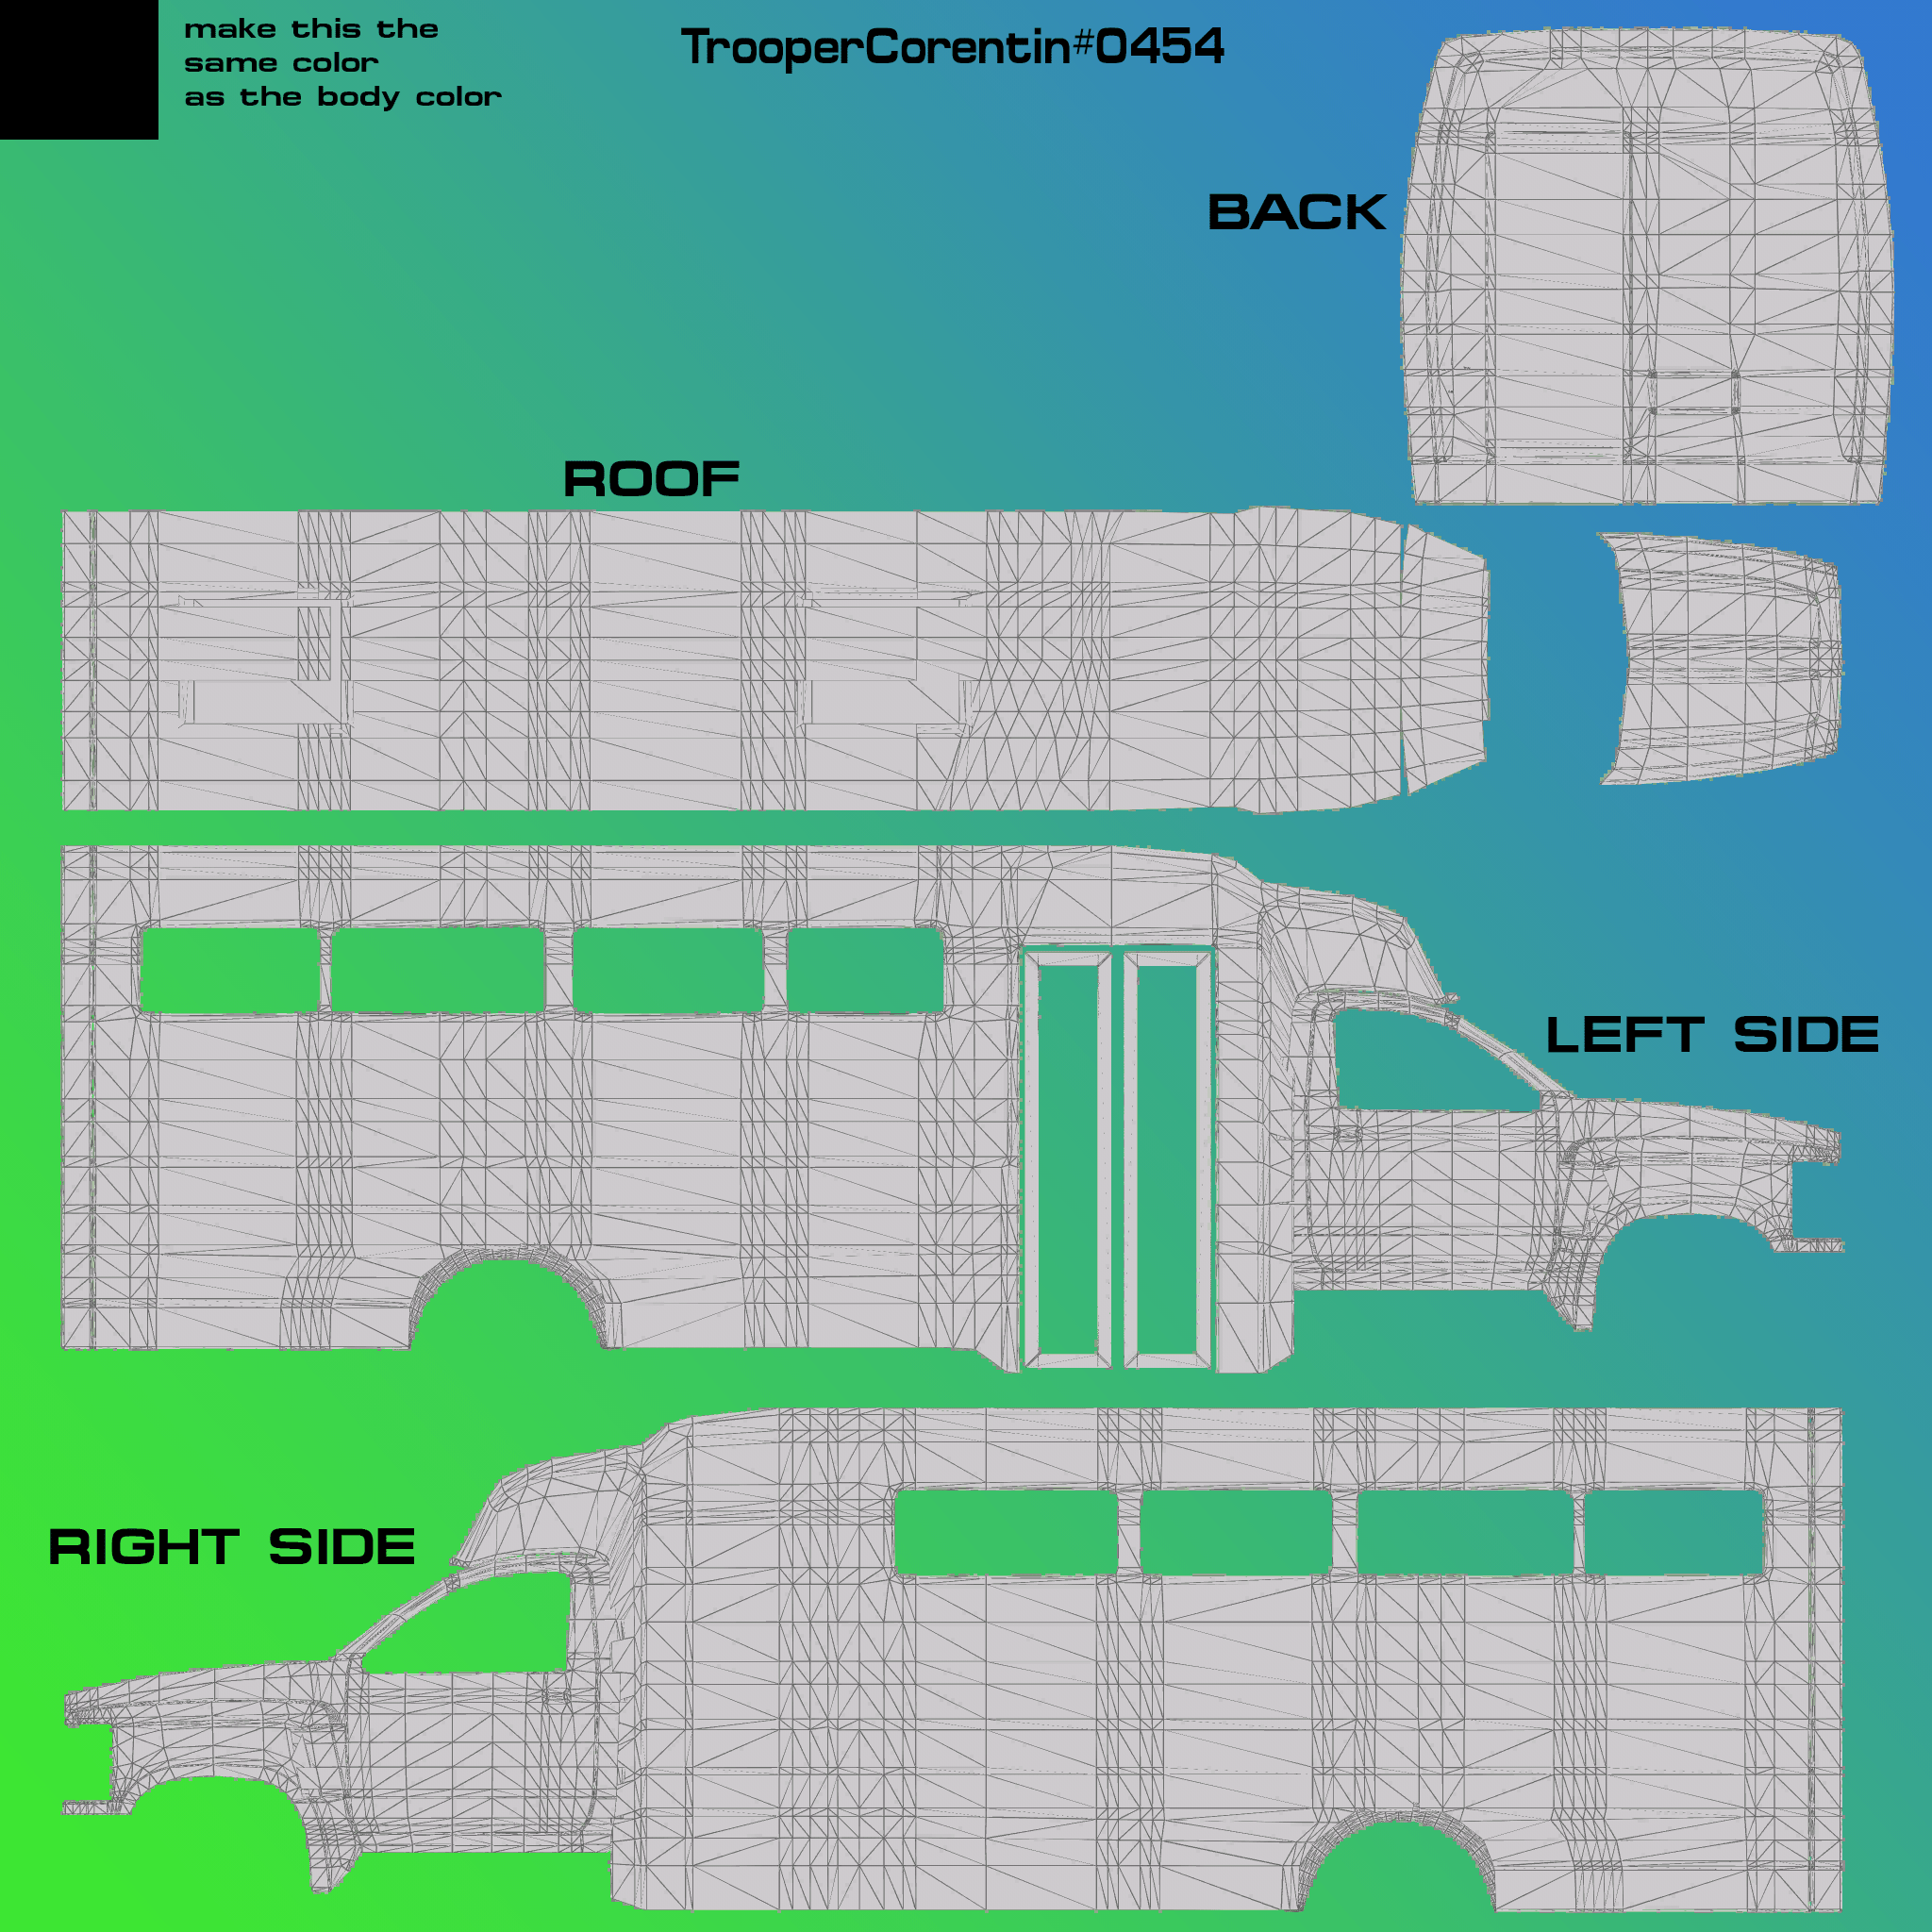 make this the
same color
as the body color
TrooperCorentin#0454
BACK
ROOF
LEFT SIDE
RIGHT SIDE